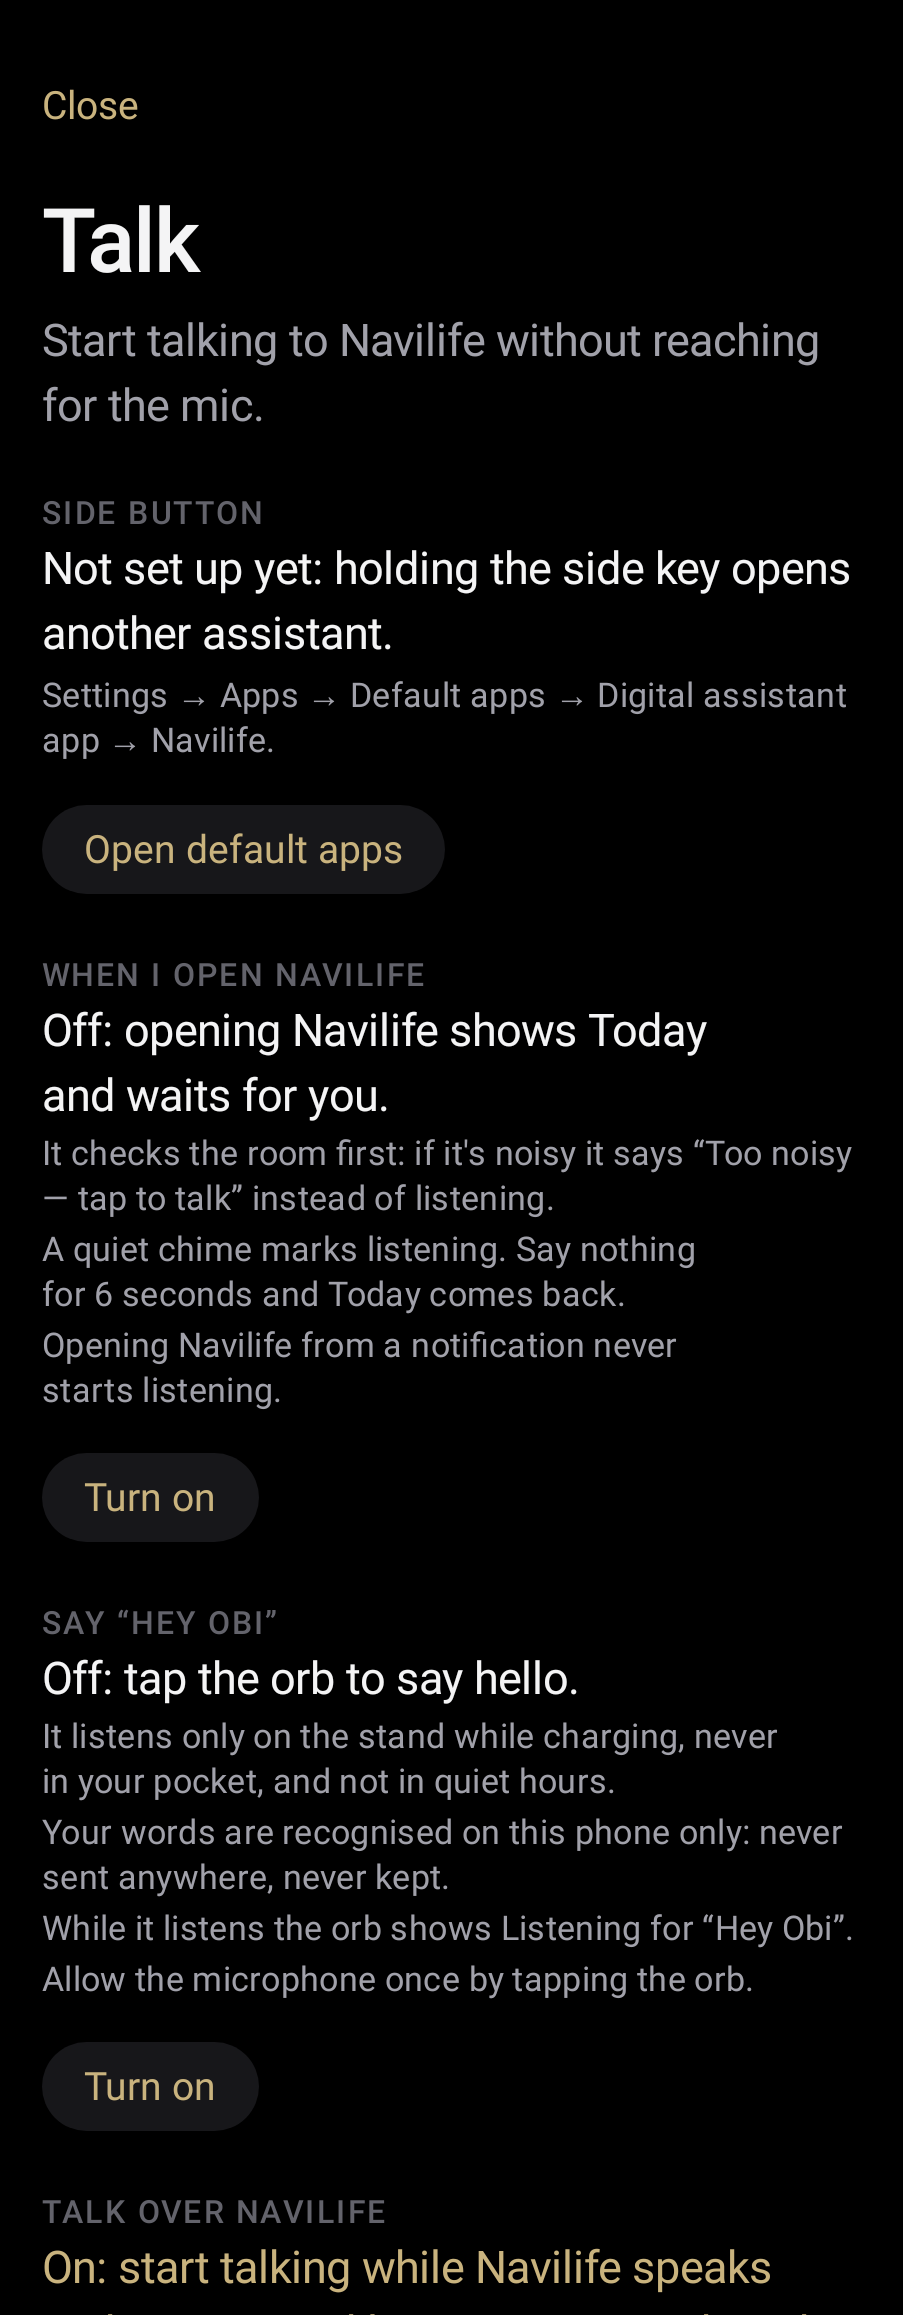 Close
Talk
Start talking to Navilife without reaching
for the mic.
SIDE BUTTON
Not set up yet: holding the side key opens
another assistant.
Settings → Apps → Default apps → Digital assistant
app → Navilife.
Open default apps
WHEN I OPEN NAVILIFE
Off: opening Navilife shows Today
and waits for you.
It checks the room first: if it's noisy it says “Too noisy
— tap to talk” instead of listening.
A quiet chime marks listening. Say nothing
for 6 seconds and Today comes back.
Opening Navilife from a notification never
starts listening.
Turn on
SAY “HEY OBI”
Off: tap the orb to say hello.
It listens only on the stand while charging, never
in your pocket, and not in quiet hours.
Your words are recognised on this phone only: never
sent anywhere, never kept.
While it listens the orb shows Listening for “Hey Obi”.
Allow the microphone once by tapping the orb.
Turn on
TALK OVER NAVILIFE
On: start talking while Navilife speaks